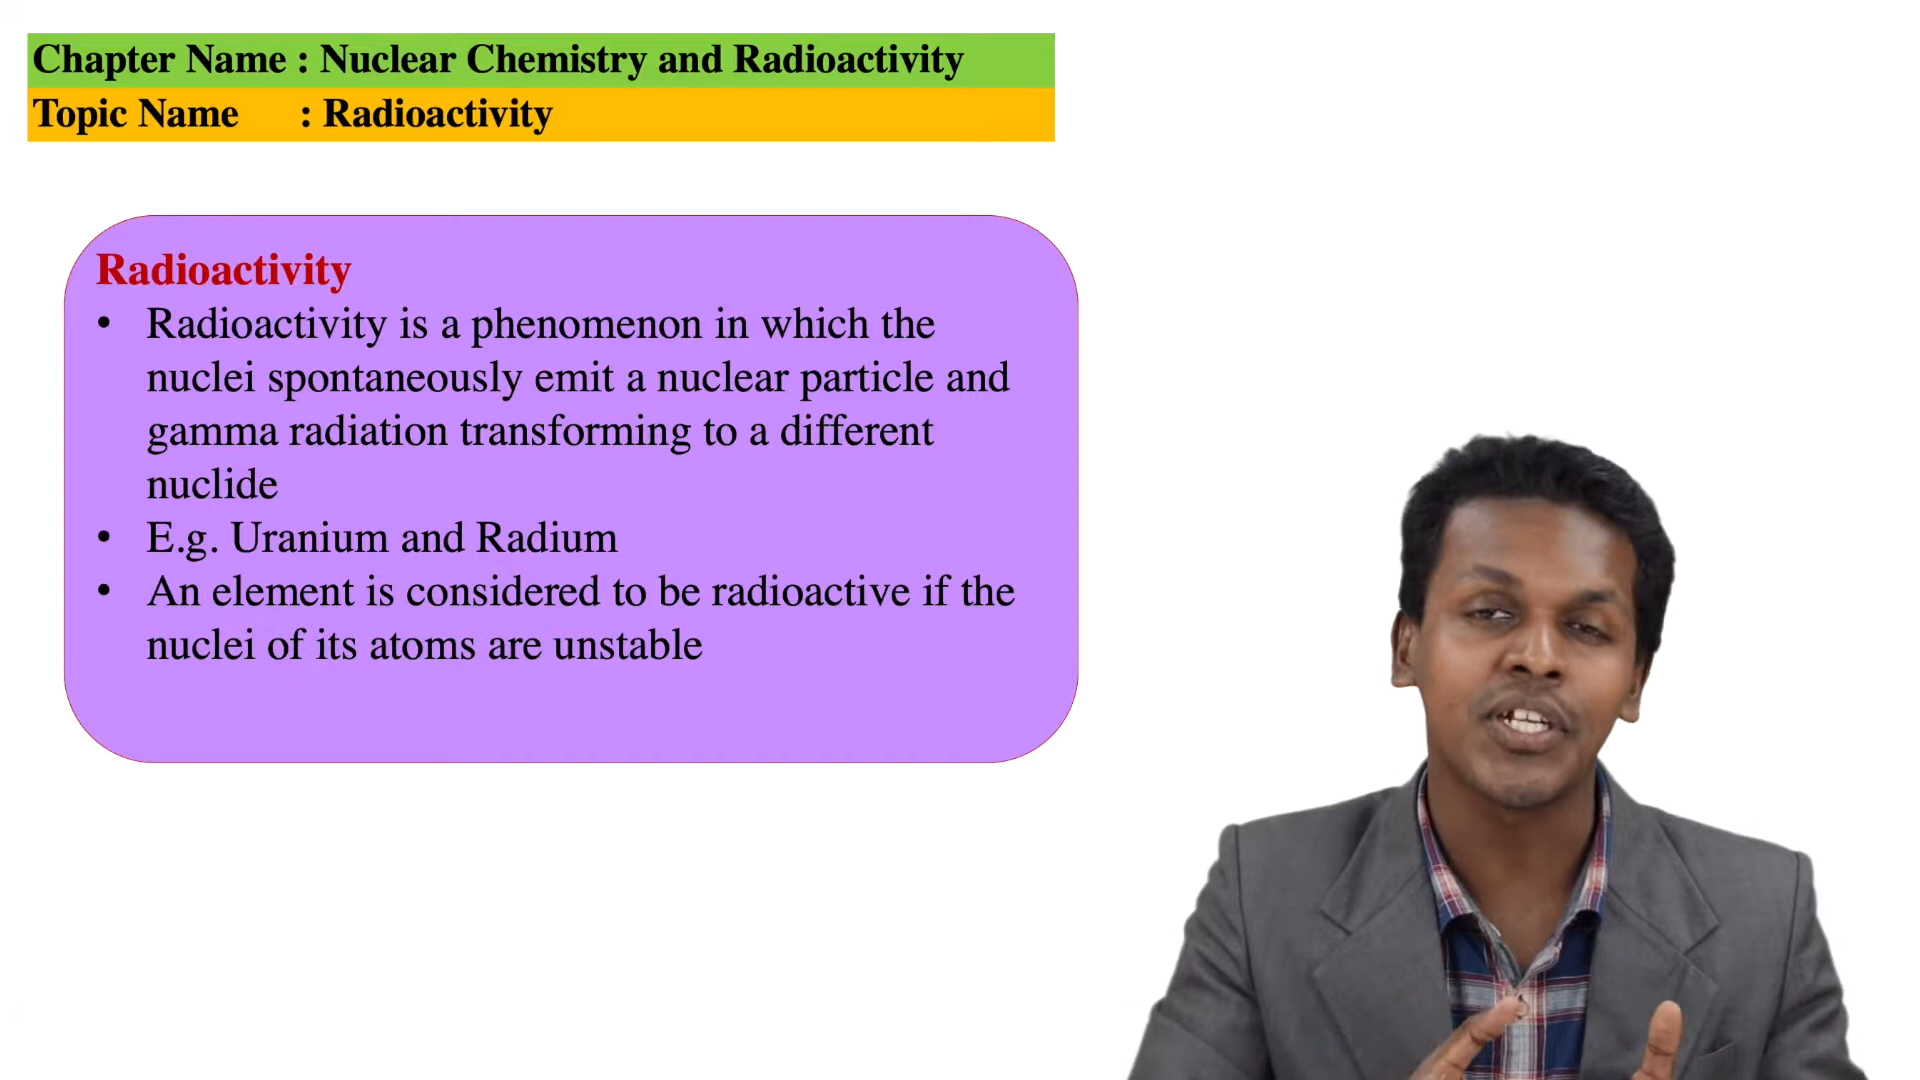 Chapter Name : Nuclear Chemistry and Radioactivity
Topic Name : Radioactivity
Radioactivity
• Radioactivity is a phenomenon in which the
nuclei spontaneously emit a nuclear particle and
gamma radiation transforming to a different
nuclide
• E.g. Uranium and Radium
• An element is considered to be radioactive if the
nuclei of its atoms are unstable